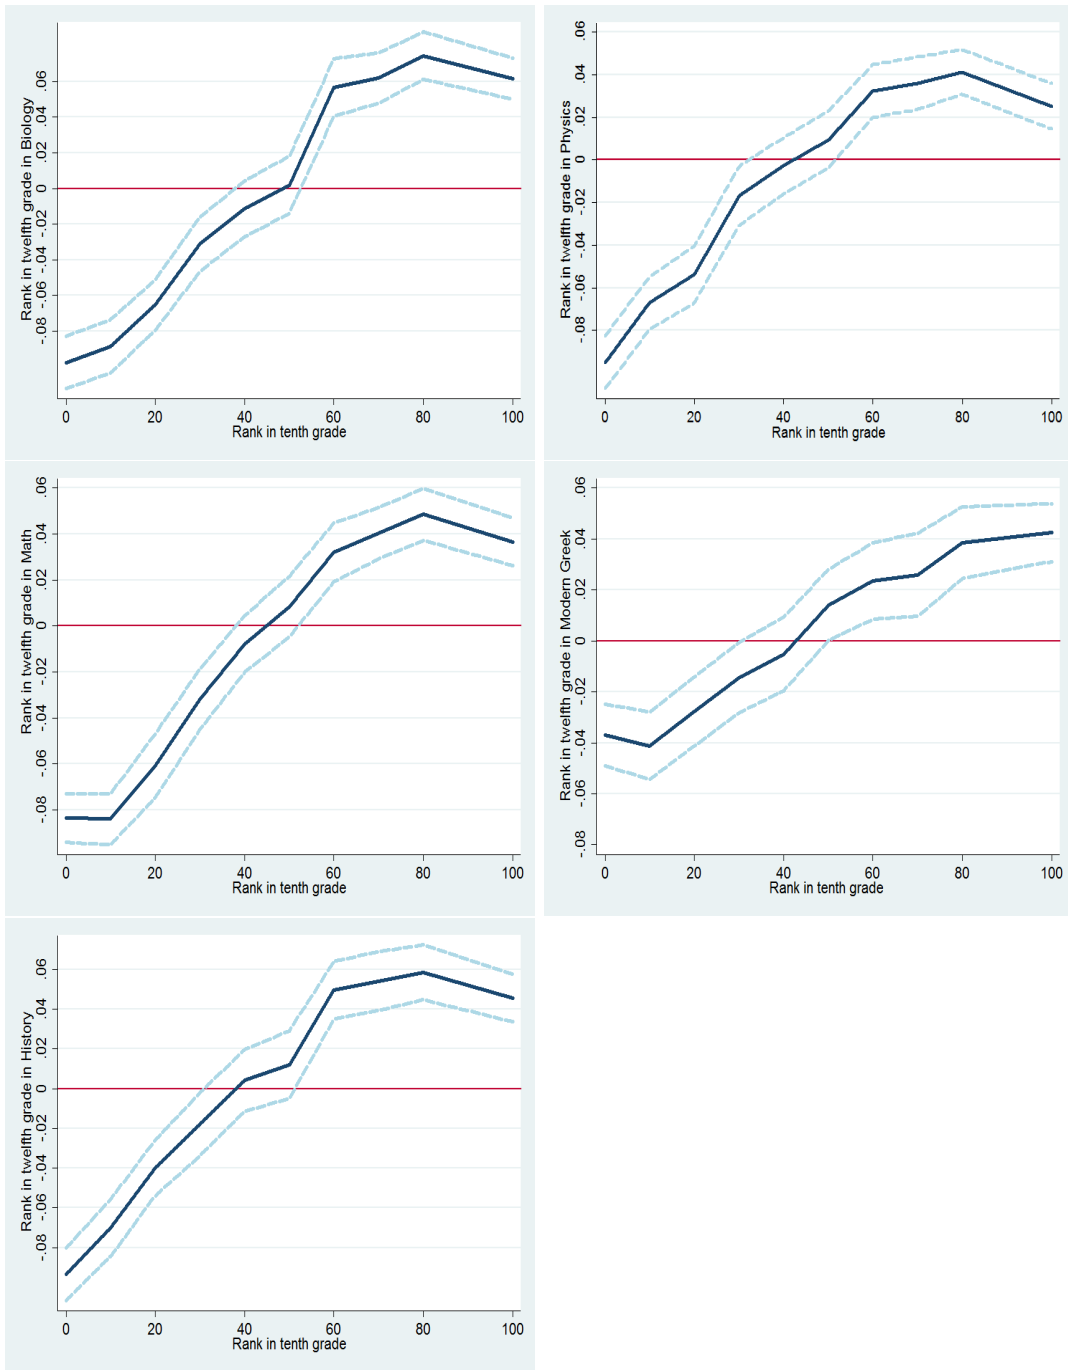 Rank in twelfth grade in Biology
.06
.04
.02
0
-.02
-.04
-.06
-.08
0 20 40 60 80 100
Rank in tenth grade
Rank in twelfth grade in Physics
.06
.04
.02
0
-.02
-.04
-.06
-.08
0 20 40 60 80 100
Rank in tenth grade
Rank in twelfth grade in Math
.06
.04
.02
0
-.02
-.04
-.06
-.08
0 20 40 60 80 100
Rank in tenth grade
Rank in twelfth grade in Modern Greek
.06
.04
.02
0
-.02
-.04
-.06
-.08
0 20 40 60 80 100
Rank in tenth grade
Rank in twelfth grade in History
.06
.04
.02
0
-.02
-.04
-.06
-.08
0 20 40 60 80 100
Rank in tenth grade